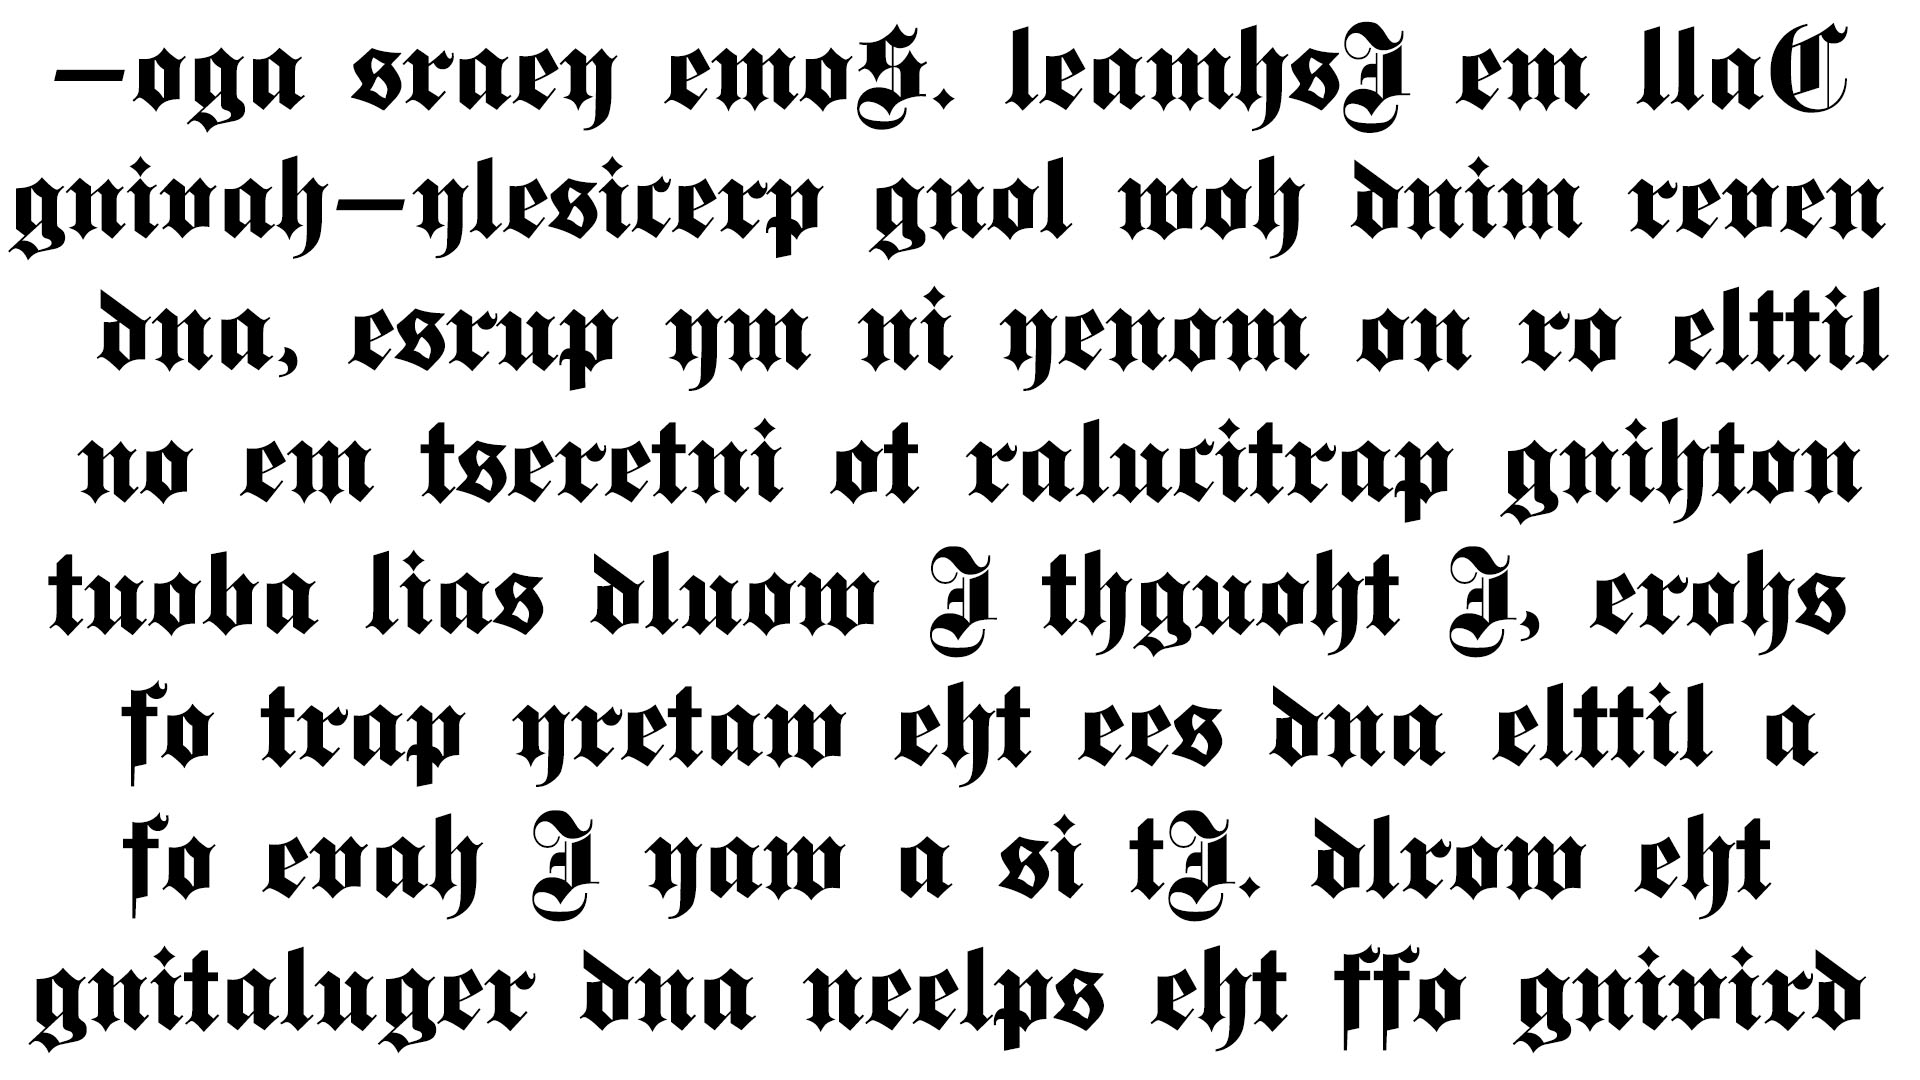 —oga sraey emoS. leamhsI em llaC
gnivah—ylesicerp gnol woh dnim reven
dna, esrup ym ni yenom on ro elttil
no em tseretni ot ralucitrap gnihton
tuoba lias dluow I thguoht I, erohs
fo trap yretaw eht ees dna elttil a
fo evah I yaw a si tI. dlrow eht
gnitaluger dna neelps eht ffo gnivird